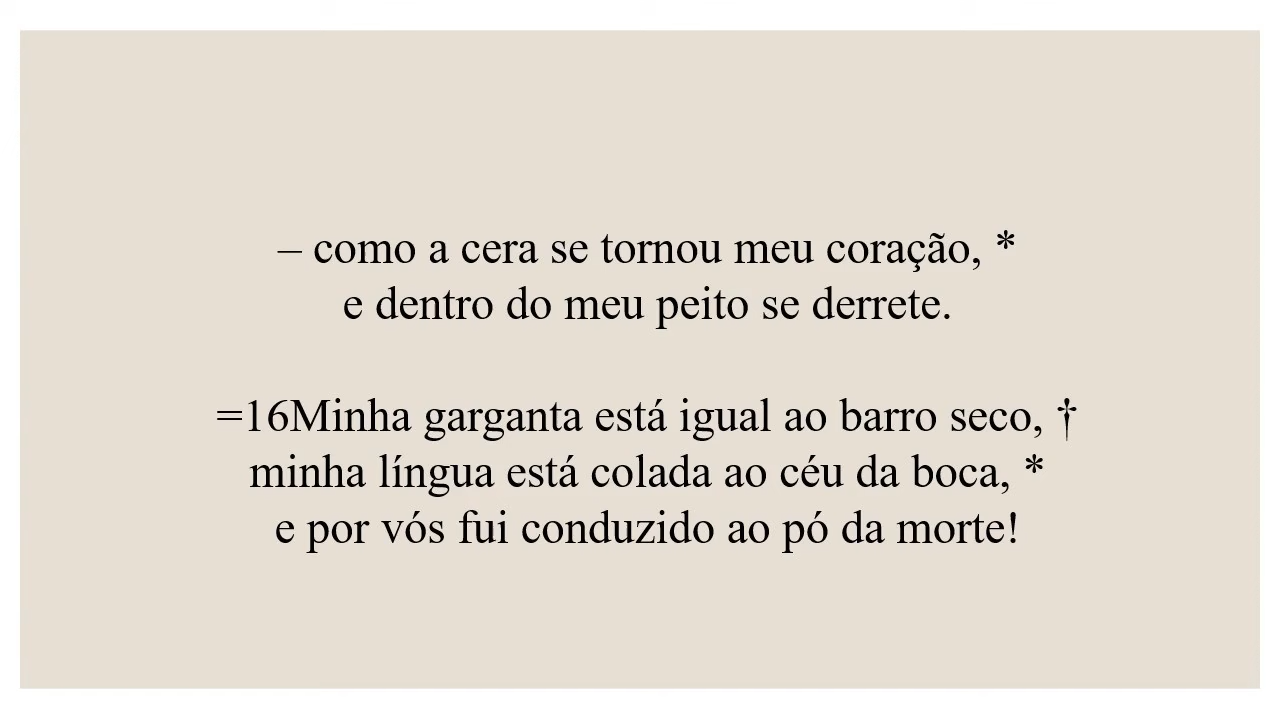 – como a cera se tornou meu coração, *
e dentro do meu peito se derrete.
=16Minha garganta está igual ao barro seco, †
minha língua está colada ao céu da boca, *
e por vós fui conduzido ao pó da morte!